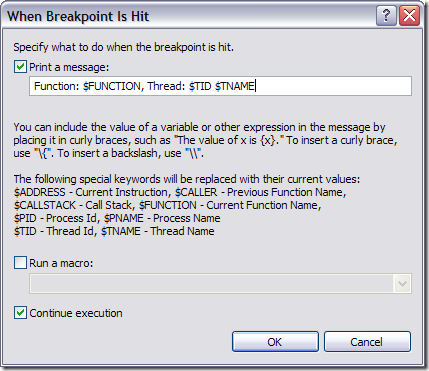 When Breakpoint Is Hit
Specify what to do when the breakpoint is hit.
Print a message:
Function: $FUNCTION, Thread: $TID $TNAME
You can include the value of a variable or other expression in the message by
placing it in curly braces, such as "The value of x is {x}." To insert a curly brace,
use "\{". To insert a backslash, use "\\".
The following special keywords will be replaced with their current values:
$ADDRESS - Current Instruction, $CALLER - Previous Function Name,
$CALLSTACK - Call Stack, $FUNCTION - Current Function Name,
$PID - Process Id, $PNAME - Process Name
$TID - Thread Id, $TNAME - Thread Name
Run a macro:
Continue execution
OK Cancel